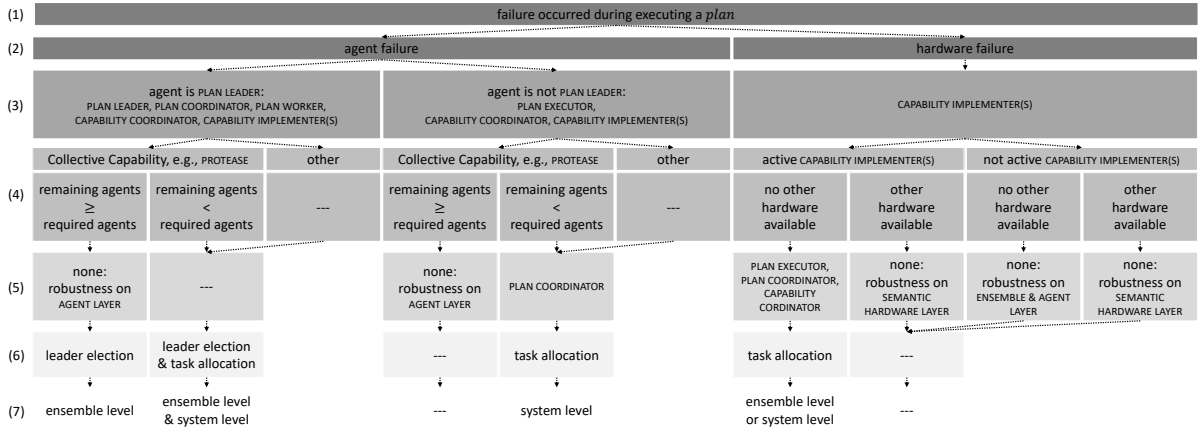 (1) failure occurred during executing a plan
(2) agent failure hardware failure
(3)
agent is PLAN LEADER:
PLAN LEADER, PLAN COORDINATOR, PLAN WORKER,
CAPABILITY COORDINATOR, CAPABILITY IMPLEMENTER(S)
agent is not PLAN LEADER:
PLAN EXECUTOR,
CAPABILITY COORDINATOR, CAPABILITY IMPLEMENTER(S)
CAPABILITY IMPLEMENTER(S)
(4)
Collective Capability, e.g., PROTEASE
other
Collective Capability, e.g., PROTEASE
other
active CAPABILITY IMPLEMENTER(S)
not active CAPABILITY IMPLEMENTER(S)
remaining agents
≥
required agents
remaining agents
<
required agents
---
remaining agents
≥
required agents
remaining agents
<
required agents
---
no other
hardware
available
other
hardware
available
no other
hardware
available
other
hardware
available
(5)
none:
robustness on
AGENT LAYER
---
none:
robustness on
AGENT LAYER
PLAN COORDINATOR
PLAN EXECUTOR,
PLAN COORDINATOR,
CAPABILITY
CORDINATOR
none:
robustness on
SEMANTIC
HARDWARE LAYER
none:
robustness on
ENSEMBLE & AGENT
LAYER
none:
robustness on
SEMANTIC
HARDWARE LAYER
(6)
leader election
leader election
& task allocation
---
task allocation
task allocation
---
(7)
ensemble level
ensemble level
& system level
---
system level
ensemble level
or system level
---